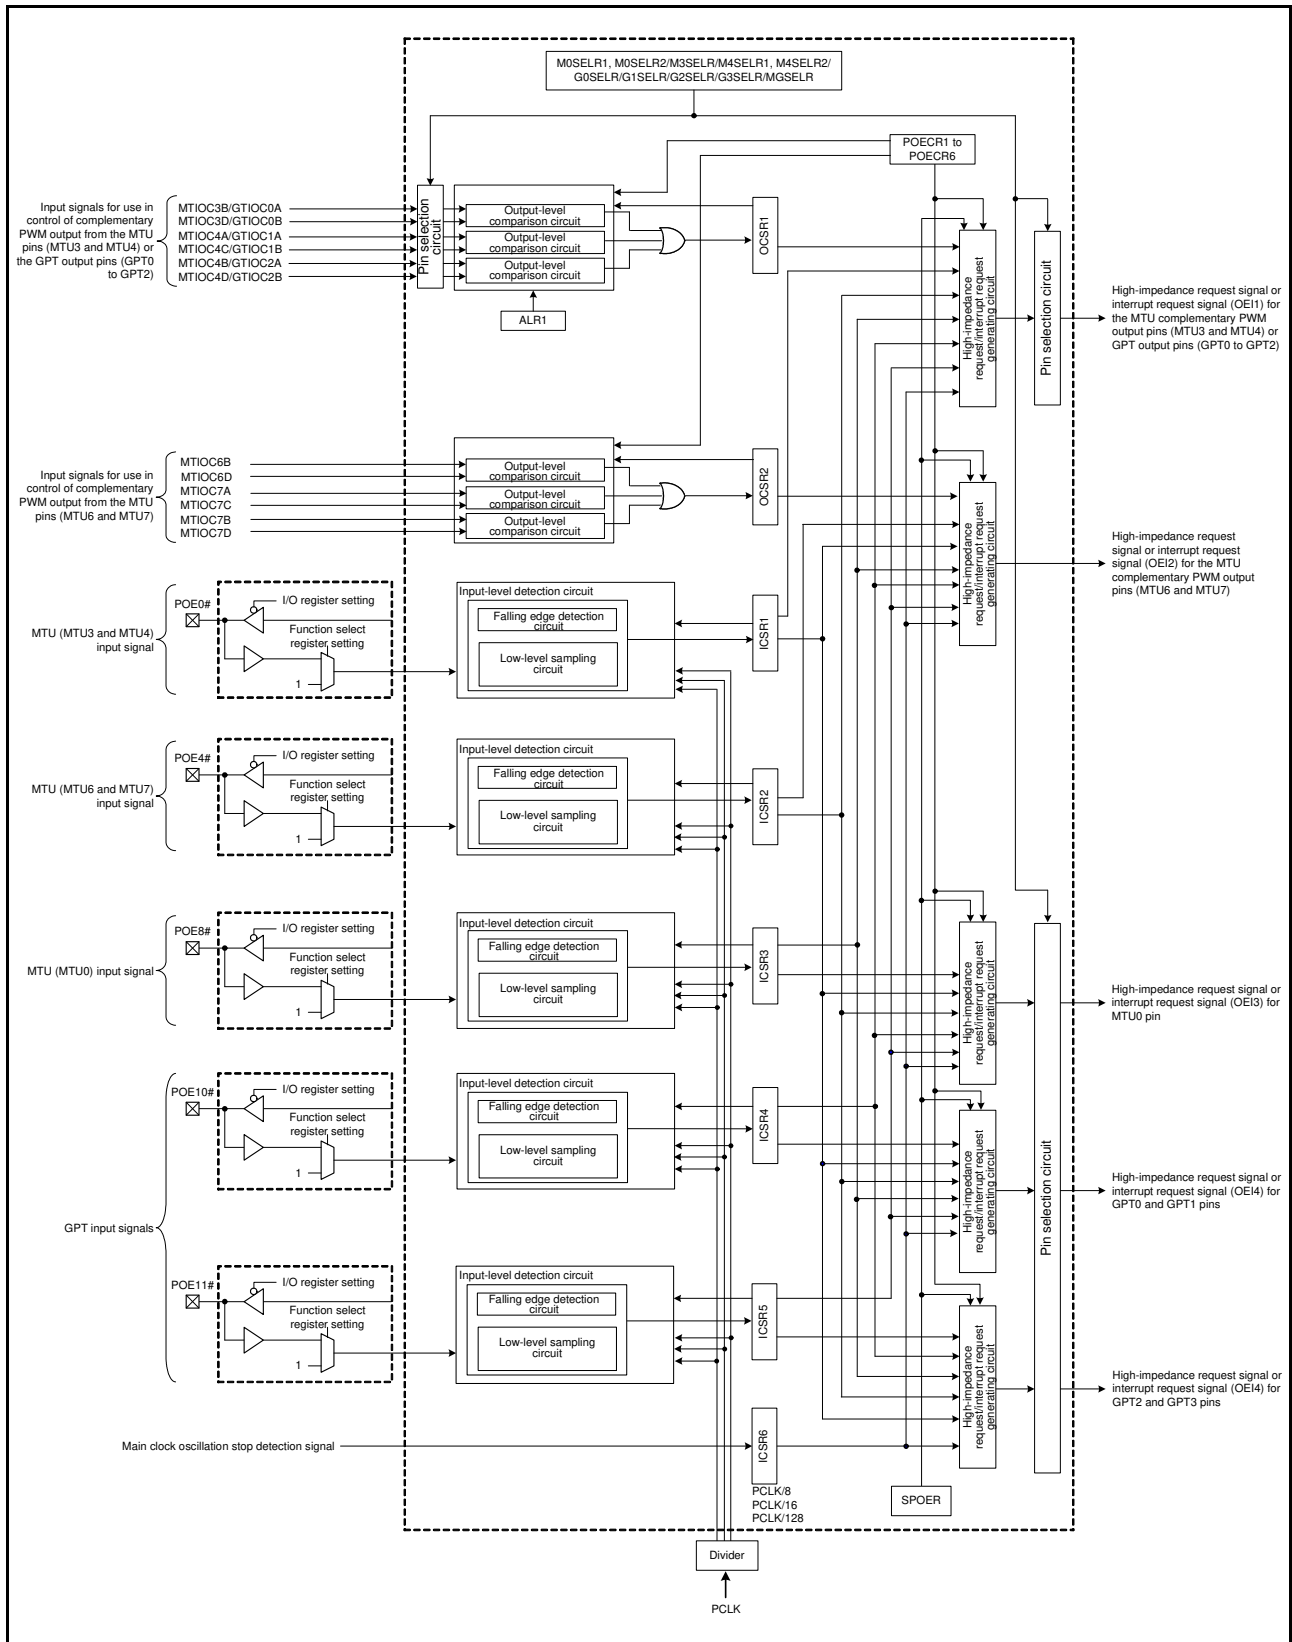 M0SELR1, M0SELR2/M3SELR/M4SELR1, M4SELR2/
G0SELR/G1SELR/G2SELR/G3SELR/MGSELR
POECR1 to
POECR6
Input signals for use in
control of complementary
PWM output from the MTU
pins (MTU3 and MTU4) or
the GPT output pins (GPT0
to GPT2)
MTIOC3B/GTIOC0A
MTIOC3D/GTIOC0B
MTIOC4A/GTIOC1A
MTIOC4C/GTIOC1B
MTIOC4B/GTIOC2A
MTIOC4D/GTIOC2B
Pin selection
circuit
Output-level
comparison circuit
Output-level
comparison circuit
Output-level
comparison circuit
ALR1
OCSR1
High-impedance
request/interrupt request
generating circuit
Pin selection circuit
High-impedance request signal or
interrupt request signal (OEI1) for
the MTU complementary PWM
output pins (MTU3 and MTU4) or
GPT output pins (GPT0 to GPT2)
Input signals for use in
control of complementary
PWM output from the MTU
pins (MTU6 and MTU7)
MTIOC6B
MTIOC6D
MTIOC7A
MTIOC7C
MTIOC7B
MTIOC7D
Output-level
comparison circuit
Output-level
comparison circuit
Output-level
comparison circuit
OCSR2
High-impedance
request/interrupt request
generating circuit
High-impedance request
signal or interrupt request
signal (OEI2) for the MTU
complementary PWM output
pins (MTU6 and MTU7)
MTU (MTU3 and MTU4)
input signal
POE0#
I/O register setting
Function select
register setting
1
Input-level detection circuit
Falling edge detection
circuit
Low-level sampling
circuit
ICSR1
MTU (MTU6 and MTU7)
input signal
POE4#
I/O register setting
Function select
register setting
1
Input-level detection circuit
Falling edge detection
circuit
Low-level sampling
circuit
ICSR2
MTU (MTU0) input signal
POE8#
I/O register setting
Function select
register setting
1
Input-level detection circuit
Falling edge detection
circuit
Low-level sampling
circuit
ICSR3
High-impedance
request/interrupt request
generating circuit
Pin selection circuit
High-impedance request signal or
interrupt request signal (OEI3) for
MTU0 pin
GPT input signals
POE10#
I/O register setting
Function select
register setting
1
Input-level detection circuit
Falling edge detection
circuit
Low-level sampling
circuit
ICSR4
High-impedance
request/interrupt request
generating circuit
High-impedance request signal or
interrupt request signal (OEI4) for
GPT0 and GPT1 pins
POE11#
I/O register setting
Function select
register setting
1
Input-level detection circuit
Falling edge detection
circuit
Low-level sampling
circuit
ICSR5
High-impedance
request/interrupt request
generating circuit
High-impedance request signal or
interrupt request signal (OEI4) for
GPT2 and GPT3 pins
Main clock oscillation stop detection signal
ICSR6
PCLK/8
PCLK/16
PCLK/128
SPOER
Divider
PCLK